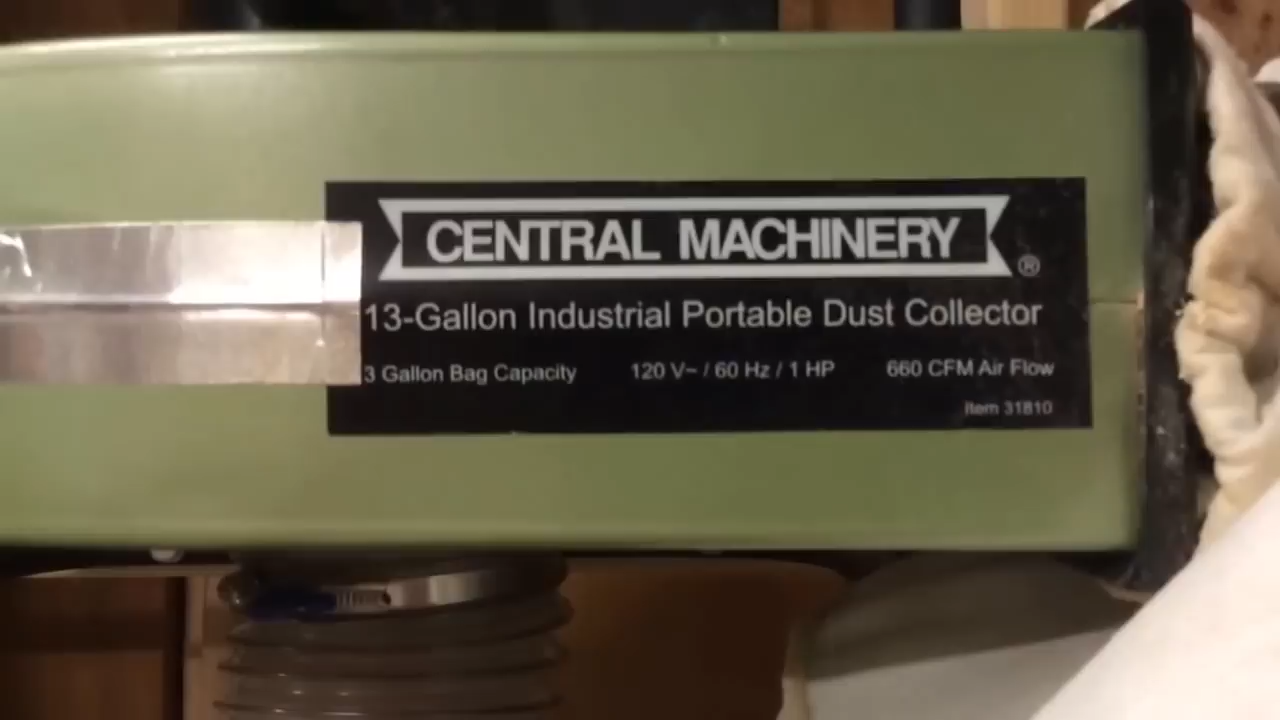 CENTRAL MACHINERY
®
13-Gallon Industrial Portable Dust Collector
3 Gallon Bag Capacity 120 V~ / 60 Hz / 1 HP 660 CFM Air Flow
Item 31810